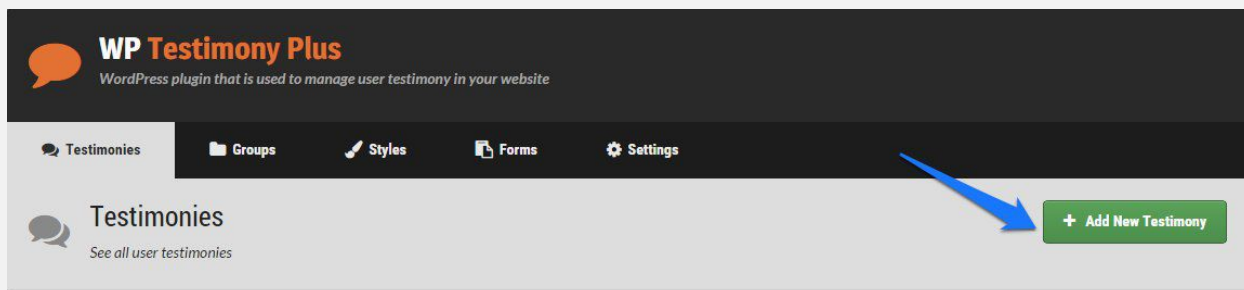 WP Testimony Plus
WordPress plugin that is used to manage user testimony in your website
Testimonies
Groups
Styles
Forms
Settings
Testimonies
See all user testimonies
+ Add New Testimony